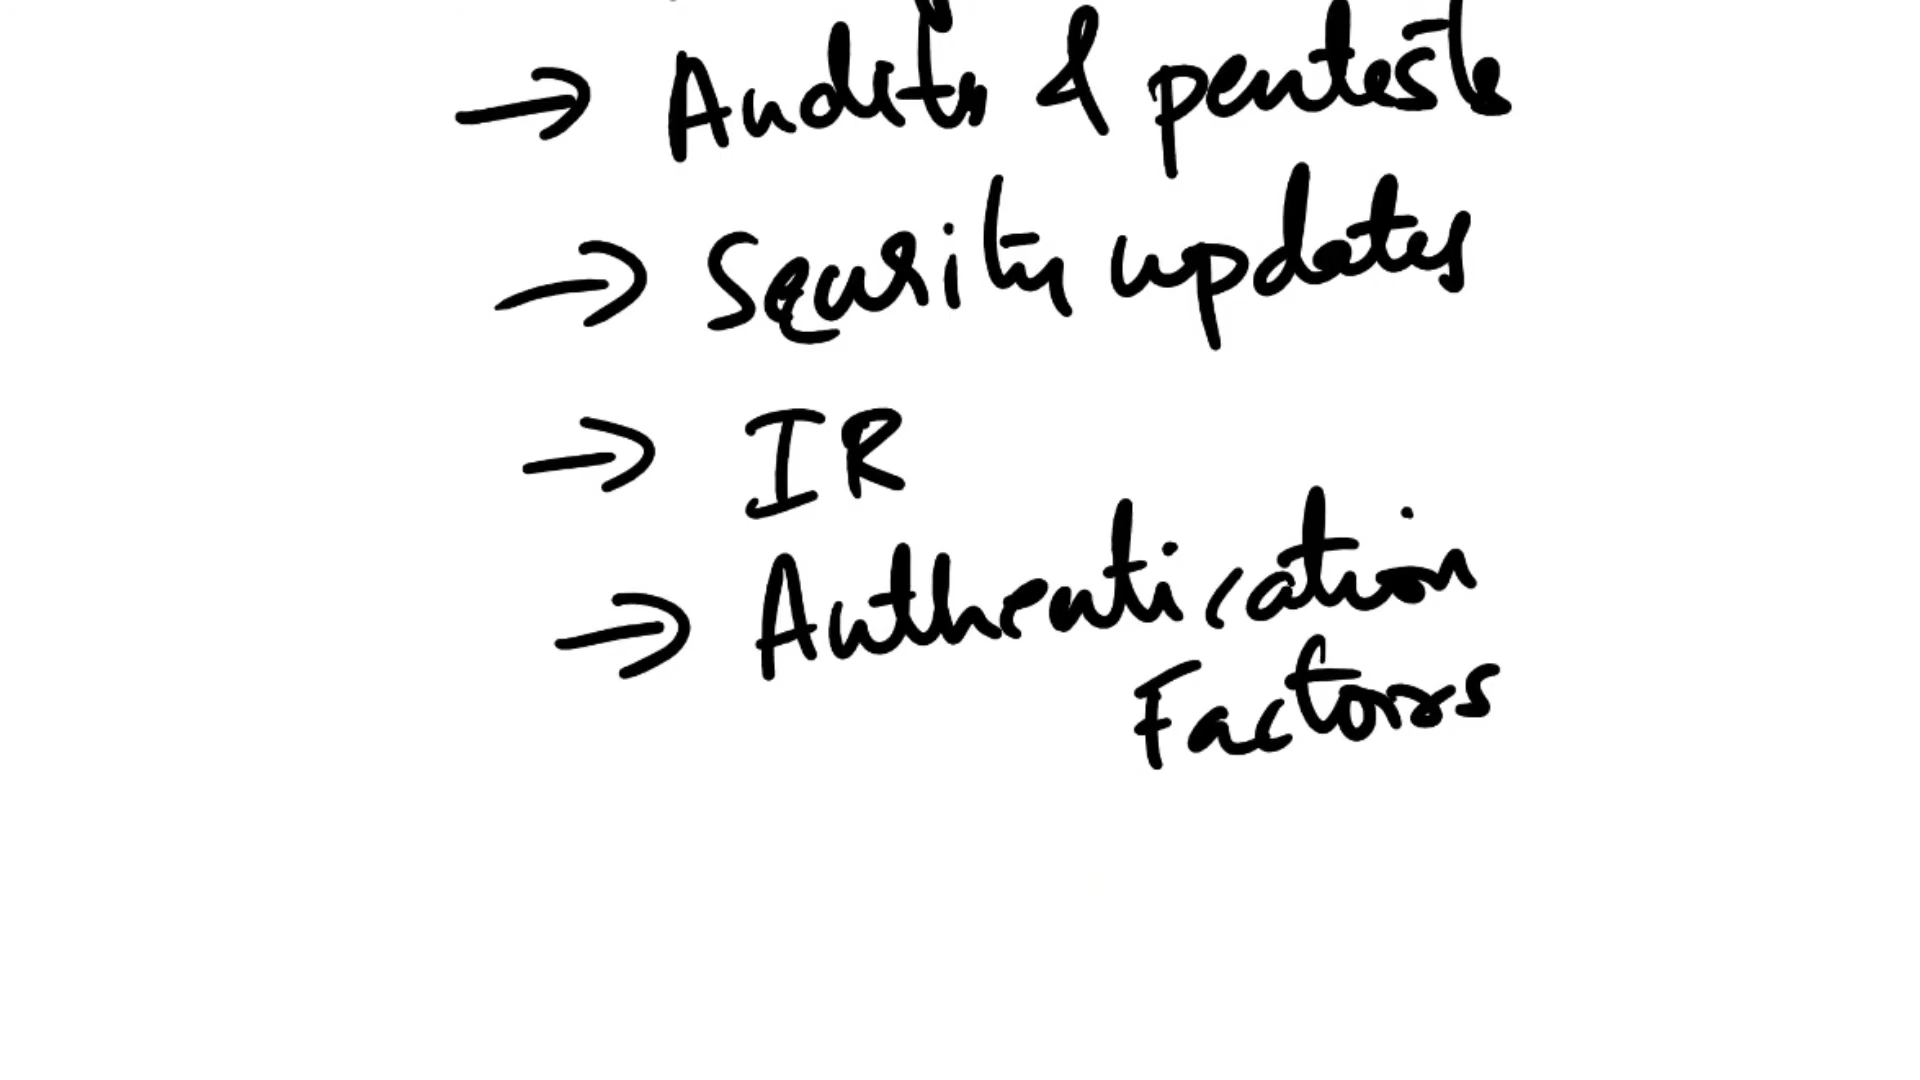 → Audits & pentests
→ Security updates
→ IR
→ Authentication
Factors